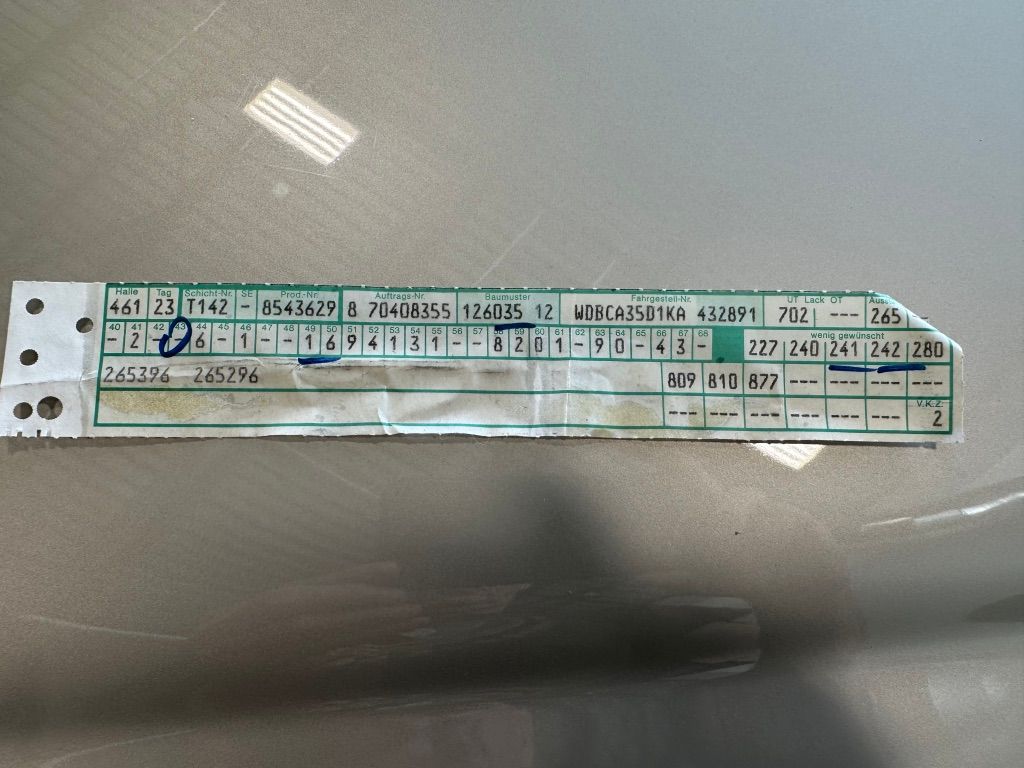 Halle Tag Schicht-Nr. SE Prod.-Nr. Auftrags-Nr. Baumuster Fahrgestell-Nr. UT Lack OT Ausst
461 23 T142 - 8543629 8 70408355 126035 12 WDBCA35D1KA 432891 702 --- 265
40 41 42 43 44 45 46 47 48 49 50 51 52 53 54 55 56 57 58 59 60 61 62 63 64 65 66 67 68 wenig gewünscht
- 2 - 0 6 - 1 - - 1 6 9 4 1 3 1 - - 8 2 0 1 - 9 0 - 4 3 - 227 240 241 242 280
265396 265296 809 810 877 --- --- --- --- 
V.K.Z.
--- --- --- --- --- --- 2